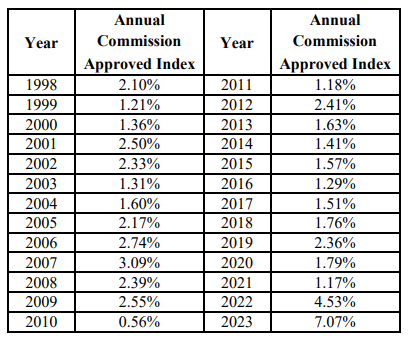 Year Annual Commission Approved Index Year Annual Commission Approved Index
1998 2.10% 2011 1.18%
1999 1.21% 2012 2.41%
2000 1.36% 2013 1.63%
2001 2.50% 2014 1.41%
2002 2.33% 2015 1.57%
2003 1.31% 2016 1.29%
2004 1.60% 2017 1.51%
2005 2.17% 2018 1.76%
2006 2.74% 2019 2.36%
2007 3.09% 2020 1.79%
2008 2.39% 2021 1.17%
2009 2.55% 2022 4.53%
2010 0.56% 2023 7.07%